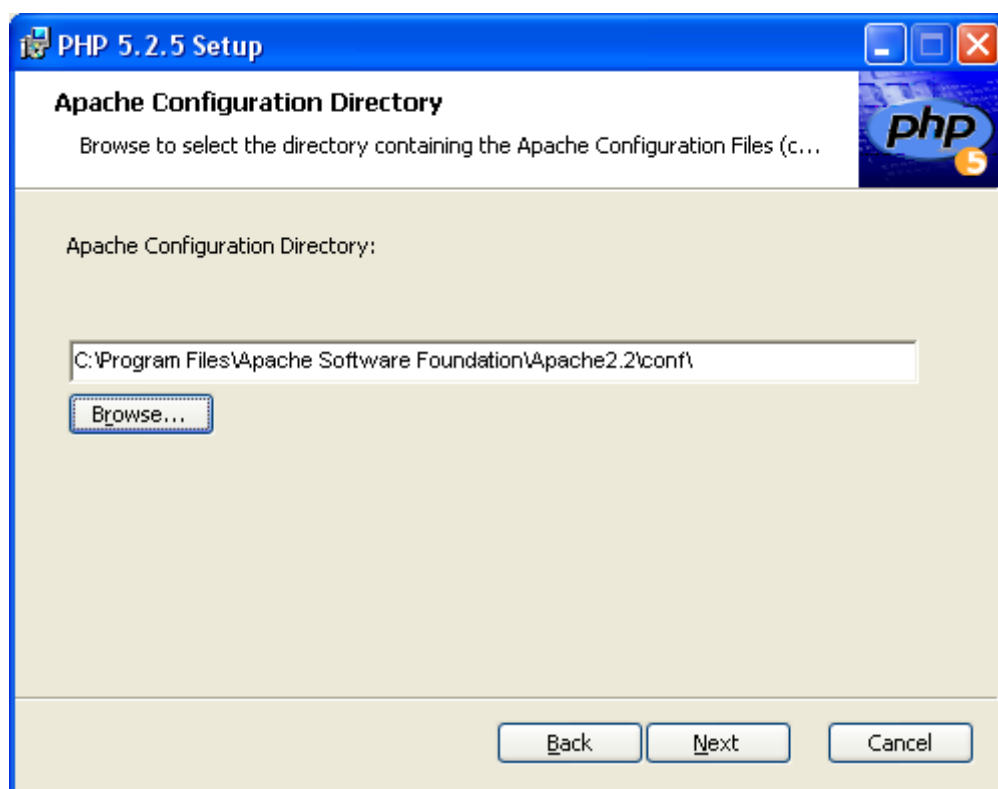 PHP 5.2.5 Setup
Apache Configuration Directory
Browse to select the directory containing the Apache Configuration Files (c...
php
5
Apache Configuration Directory:
C:\Program Files\Apache Software Foundation\Apache2.2\conf\
Browse...
Back Next Cancel